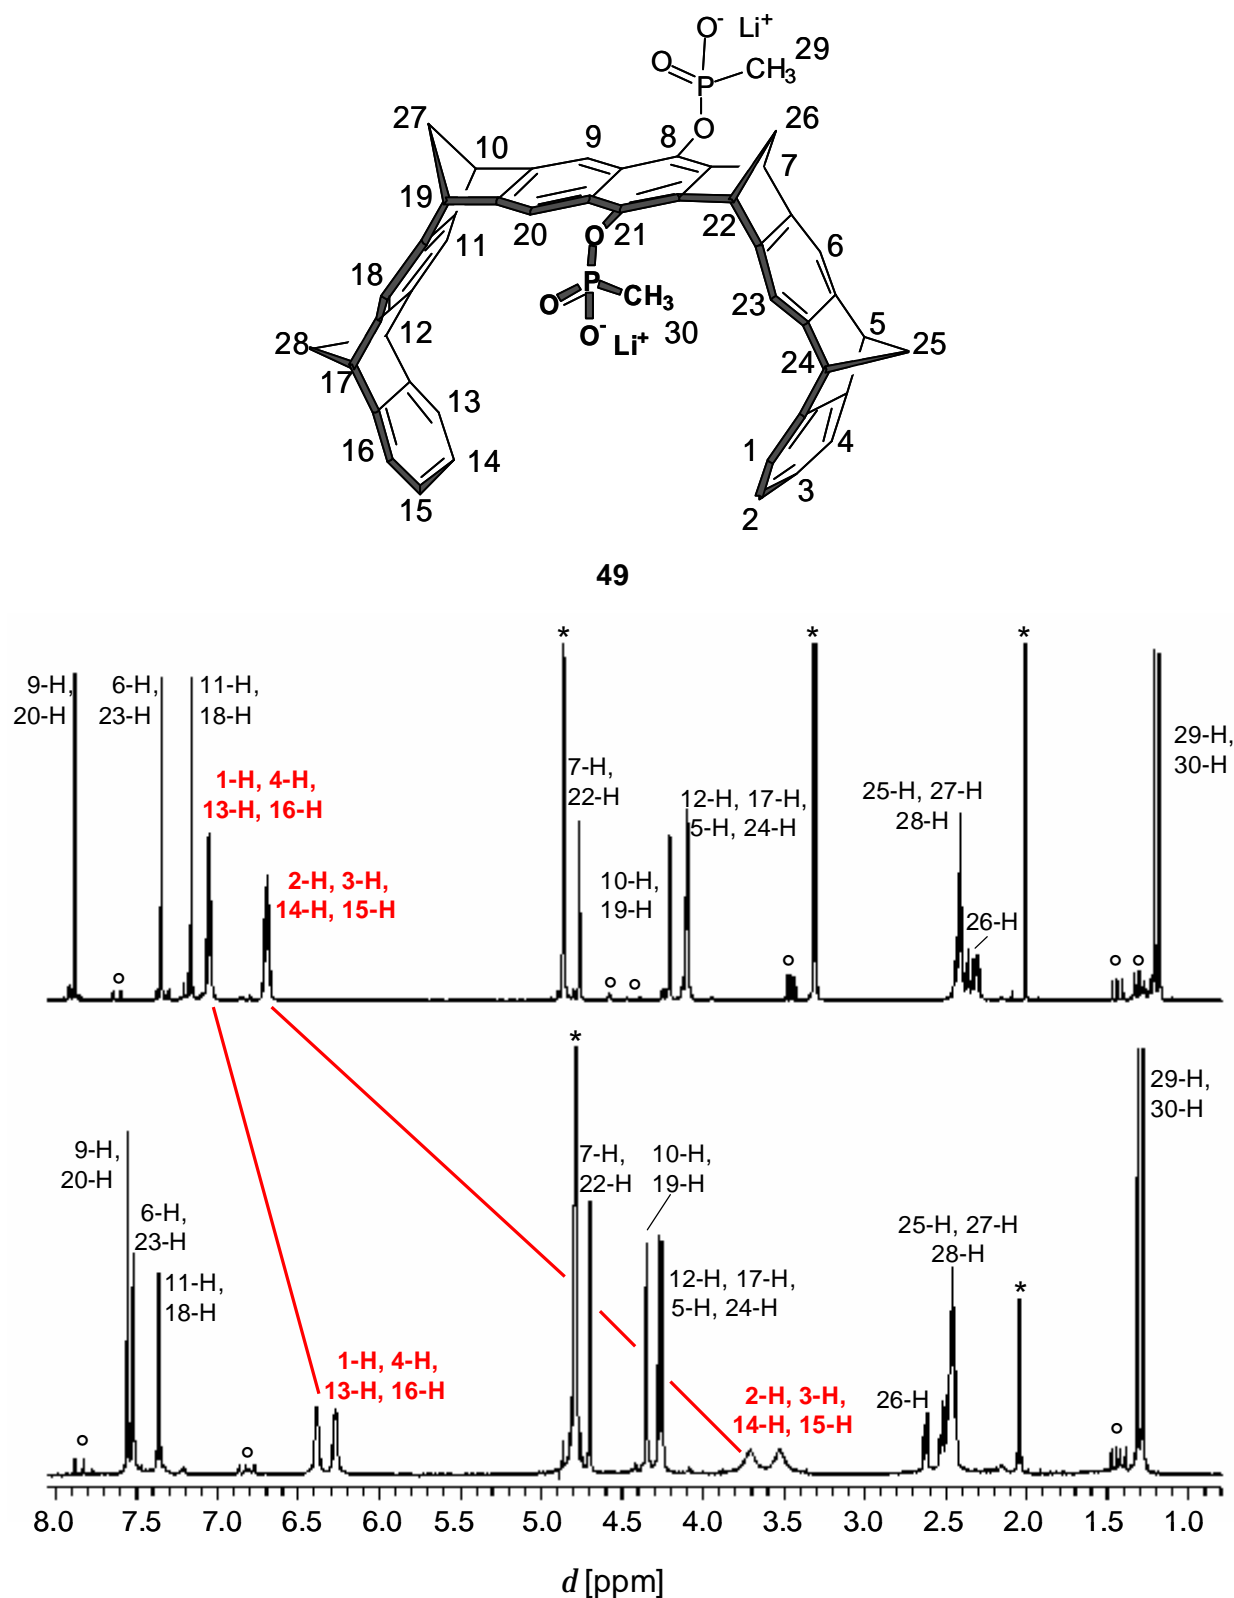 O⁻ Li⁺
29
O
P
CH₃
O
26
27
10
9
8
7
19
22
20
O
21
11
6
18
P
CH₃
23
O
O⁻
Li⁺
30
12
5
28
25
17
24
13
16
1
4
14
3
15
2
49
* * *
9-H,
20-H
6-H,
23-H
11-H,
18-H
29-H,
30-H
7-H,
22-H
1-H, 4-H,
13-H, 16-H
12-H, 17-H,
5-H, 24-H
25-H, 27-H
28-H
2-H, 3-H,
14-H, 15-H
10-H,
19-H
26-H
*
9-H,
20-H
7-H,
22-H
10-H,
19-H
29-H,
30-H
6-H,
23-H
25-H, 27-H
28-H
11-H,
18-H
12-H, 17-H,
5-H, 24-H
*
1-H, 4-H,
13-H, 16-H
2-H, 3-H,
14-H, 15-H
26-H
8.0 7.5 7.0 6.5 6.0 5.5 5.0 4.5 4.0 3.5 3.0 2.5 2.0 1.5 1.0
d [ppm]